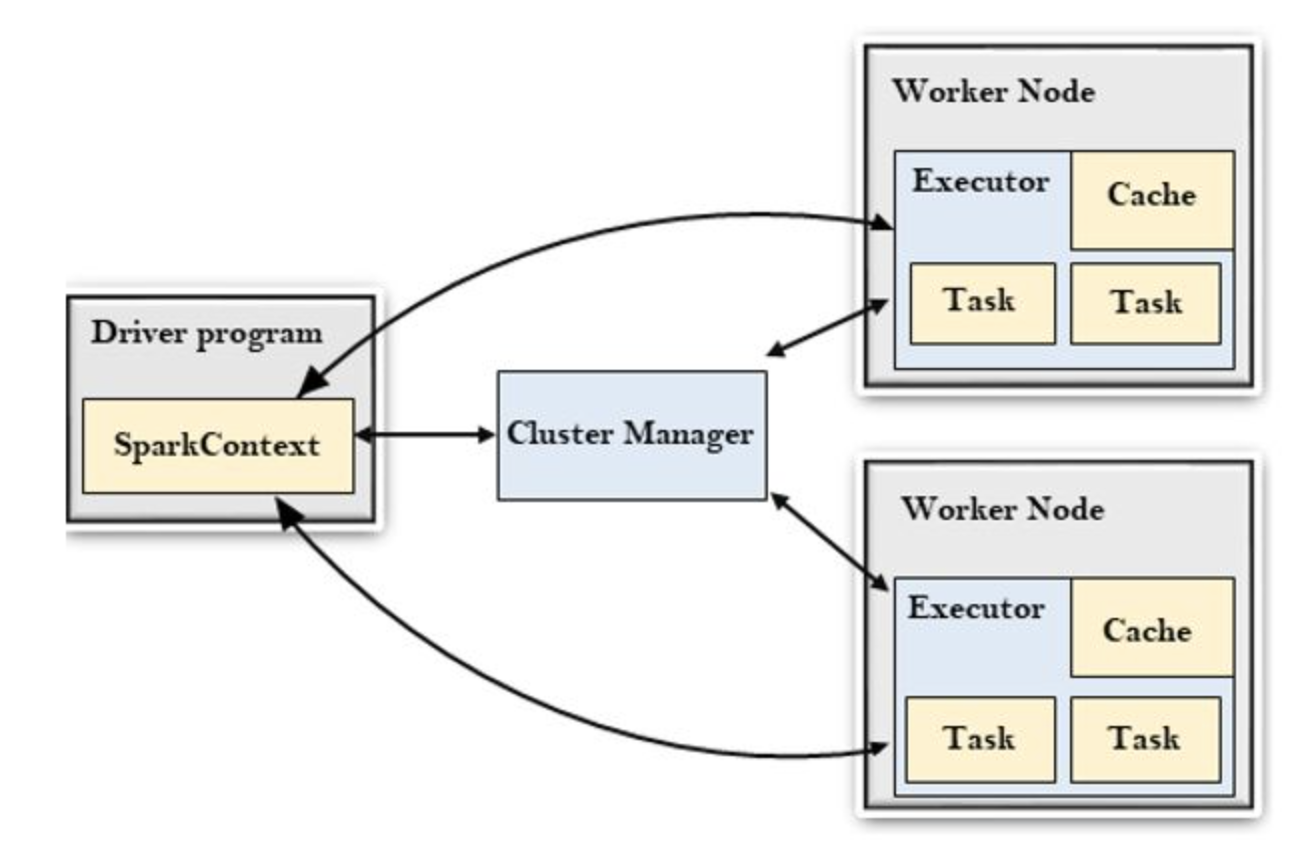 Driver program
SparkContext
Cluster Manager
Worker Node
Executor
Cache
Task
Task
Worker Node
Executor
Cache
Task
Task